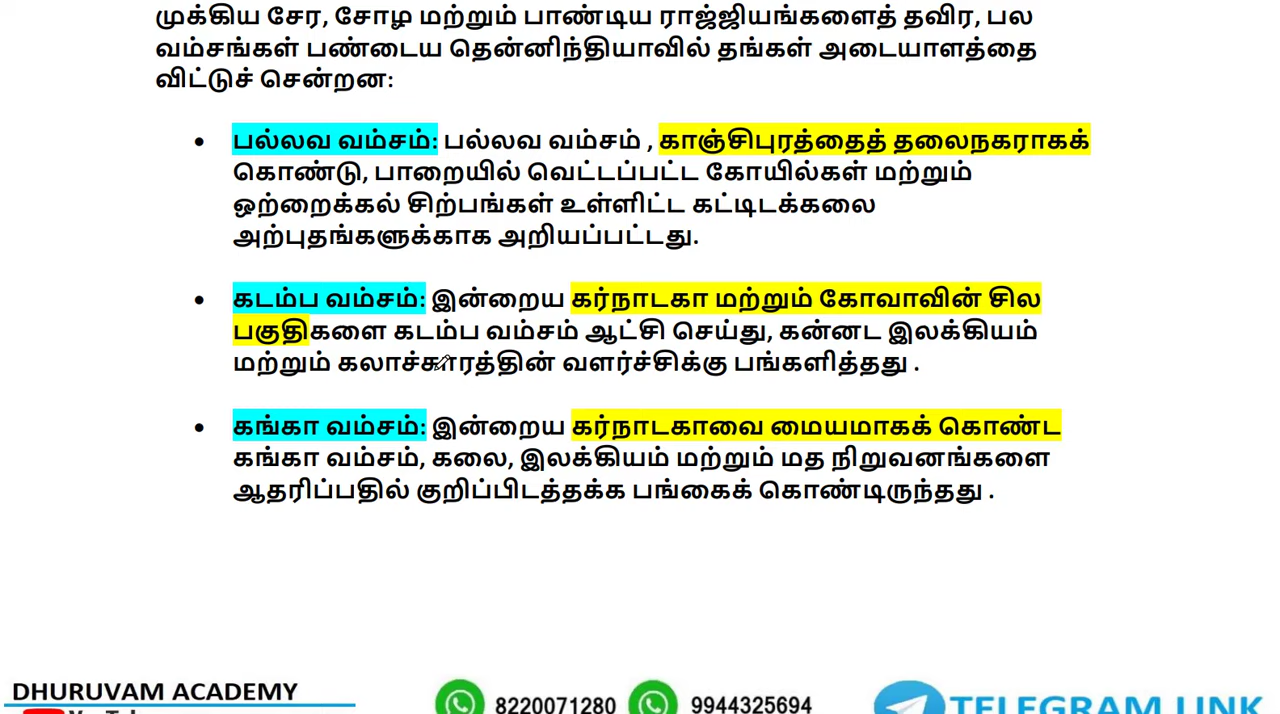 முக்கிய சேர, சோழ மற்றும் பாண்டிய ராஜ்ஜியங்களைத் தவிர, பல
வம்சங்கள் பண்டைய தென்னிந்தியாவில் தங்கள் அடையாளத்தை
விட்டுச் சென்றன:
• பல்லவ வம்சம்: பல்லவ வம்சம் , காஞ்சிபுரத்தைத் தலைநகராகக்
கொண்டு, பாறையில் வெட்டப்பட்ட கோயில்கள் மற்றும்
ஒற்றைக்கல் சிற்பங்கள் உள்ளிட்ட கட்டிடக்கலை
அற்புதங்களுக்காக அறியப்பட்டது.
• கடம்ப வம்சம்: இன்றைய கர்நாடகா மற்றும் கோவாவின் சில
பகுதிகளை கடம்ப வம்சம் ஆட்சி செய்து, கன்னட இலக்கியம்
மற்றும் கலாச்சாரத்தின் வளர்ச்சிக்கு பங்களித்தது .
• கங்கா வம்சம்: இன்றைய கர்நாடகாவை மையமாகக் கொண்ட
கங்கா வம்சம், கலை, இலக்கியம் மற்றும் மத நிறுவனங்களை
ஆதரிப்பதில் குறிப்பிடத்தக்க பங்கைக் கொண்டிருந்தது .
DHURUVAM ACADEMY
8220071280 9944325694 TELEGRAM LINK